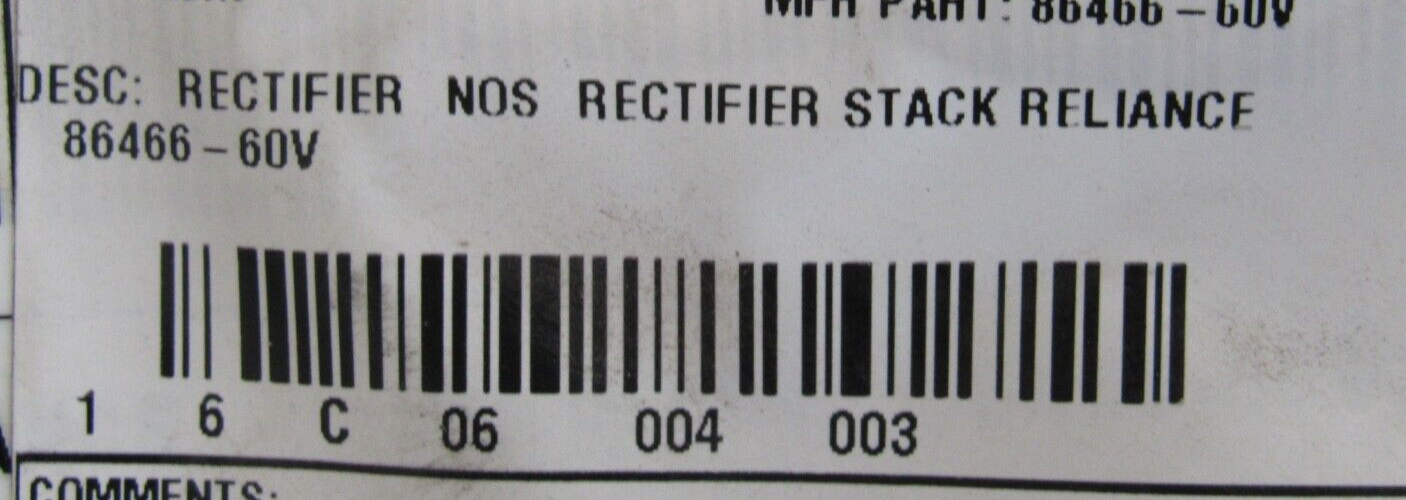 MFR PART: 86466-60V
DESC: RECTIFIER NOS RECTIFIER STACK RELIANCE
86466-60V
1 6 C 06 004 003
COMMENTS: